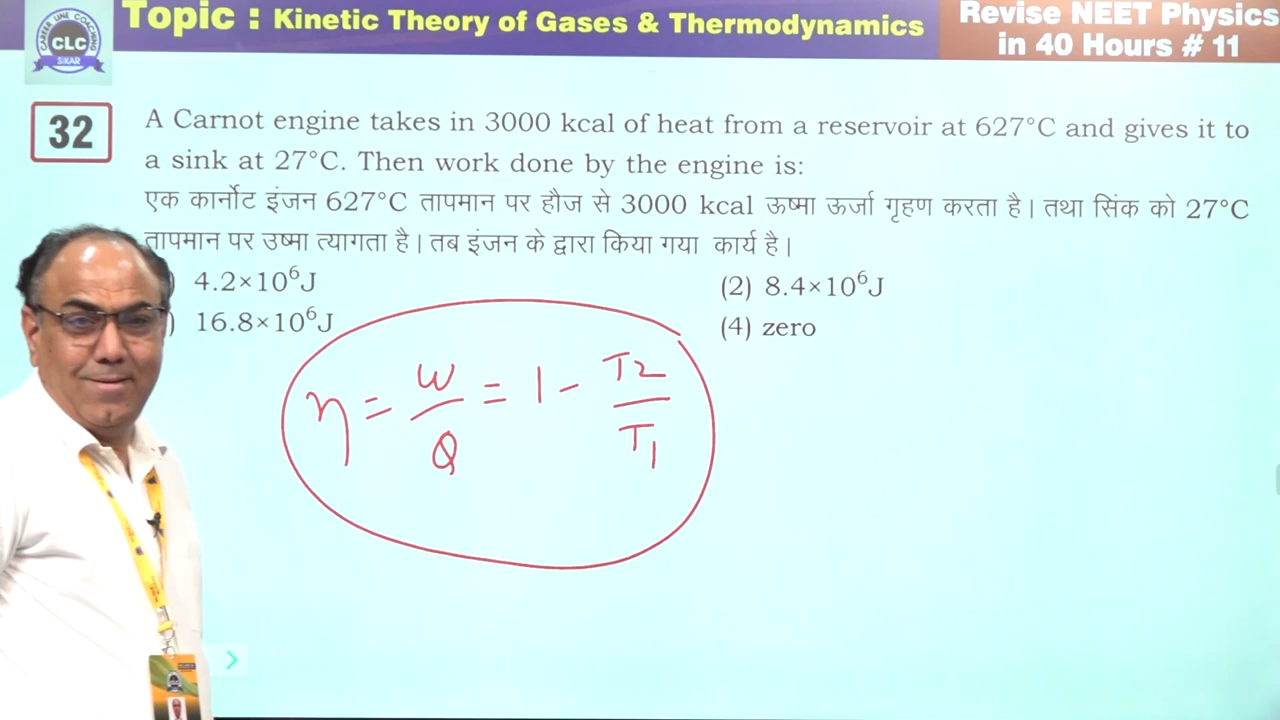 Topic : Kinetic Theory of Gases & Thermodynamics
Revise NEET Physics
in 40 Hours # 11
CAREER LINE COACHING
CLC
SIKAR
32
A Carnot engine takes in 3000 kcal of heat from a reservoir at 627°C and gives it to
a sink at 27°C. Then work done by the engine is:
एक कार्नोट इंजन 627°C तापमान पर हौज से 3000 kcal ऊष्मा ऊर्जा गृहण करता है। तथा सिंक को 27°C
तापमान पर उष्मा त्यागता है। तब इंजन के द्वारा किया गया कार्य है।
) 4.2×10⁶J
(2) 8.4×10⁶J
) 16.8×10⁶J
(4) zero
η = W/Q = 1 - T2/T1